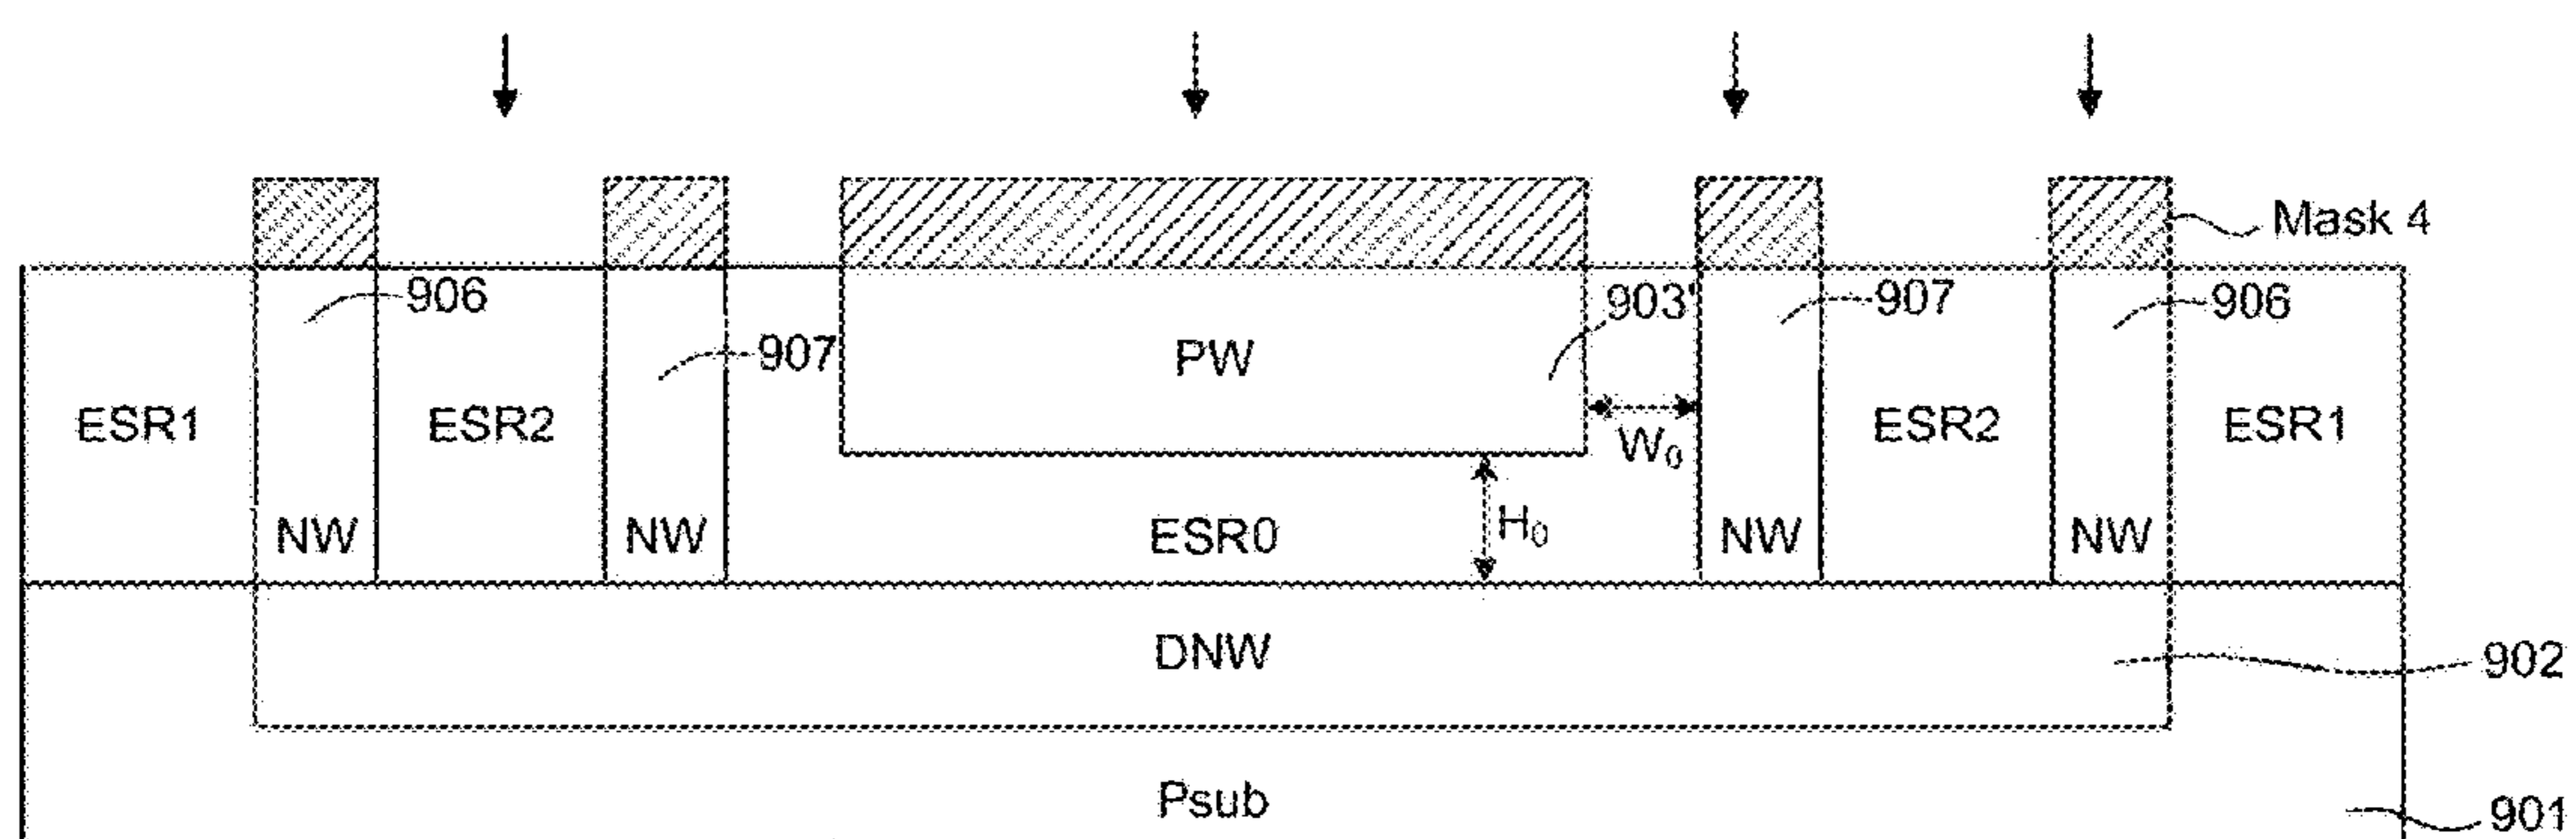 Mask 4
906
903'
907
906
907
PW
ESR1
ESR2
W₀
ESR2
ESR1
NW
NW
ESR0
H₀
NW
NW
DNW
902
Psub
901